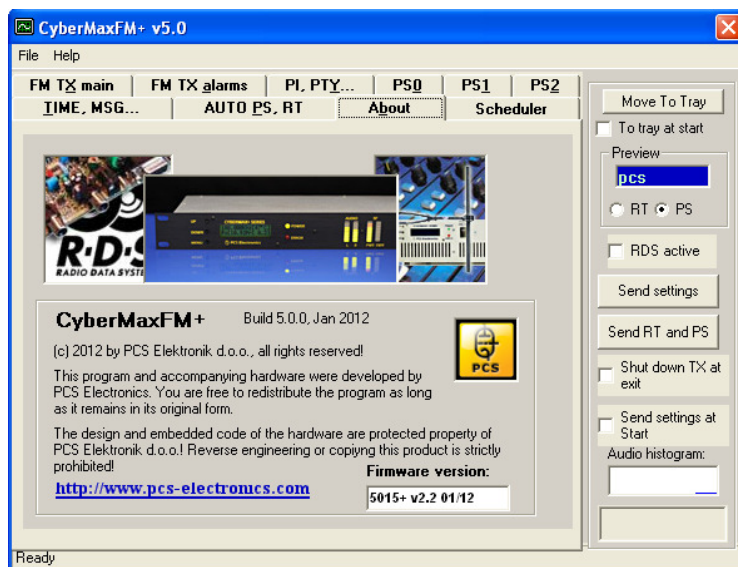 CyberMaxFM+ v5.0
File Help
FM TX main FM TX alarms PI, PTY... PS0 PS1 PS2
TIME, MSG... AUTO PS, RT About Scheduler
R·D·S
RADIO DATA SYSTEM
CyberMaxFM+ Build 5.0.0, Jan 2012
(c) 2012 by PCS Elektronik d.o.o., all rights reserved!
PCS
This program and accompanying hardware were developed by
PCS Electronics. You are free to redistribute the program as long
as it remains in its original form.
The design and embedded code of the hardware are protected property of
PCS Elektronik d.o.o.! Reverse engineering or copiyng this product is strictly
prohibited!
Firmware version:
http://www.pcs-electronics.com
5015+ v2.2 01/12
Move To Tray
To tray at start
Preview
pcs
RT PS
RDS active
Send settings
Send RT and PS
Shut down TX at
exit
Send settings at
Start
Audio histogram:
Ready